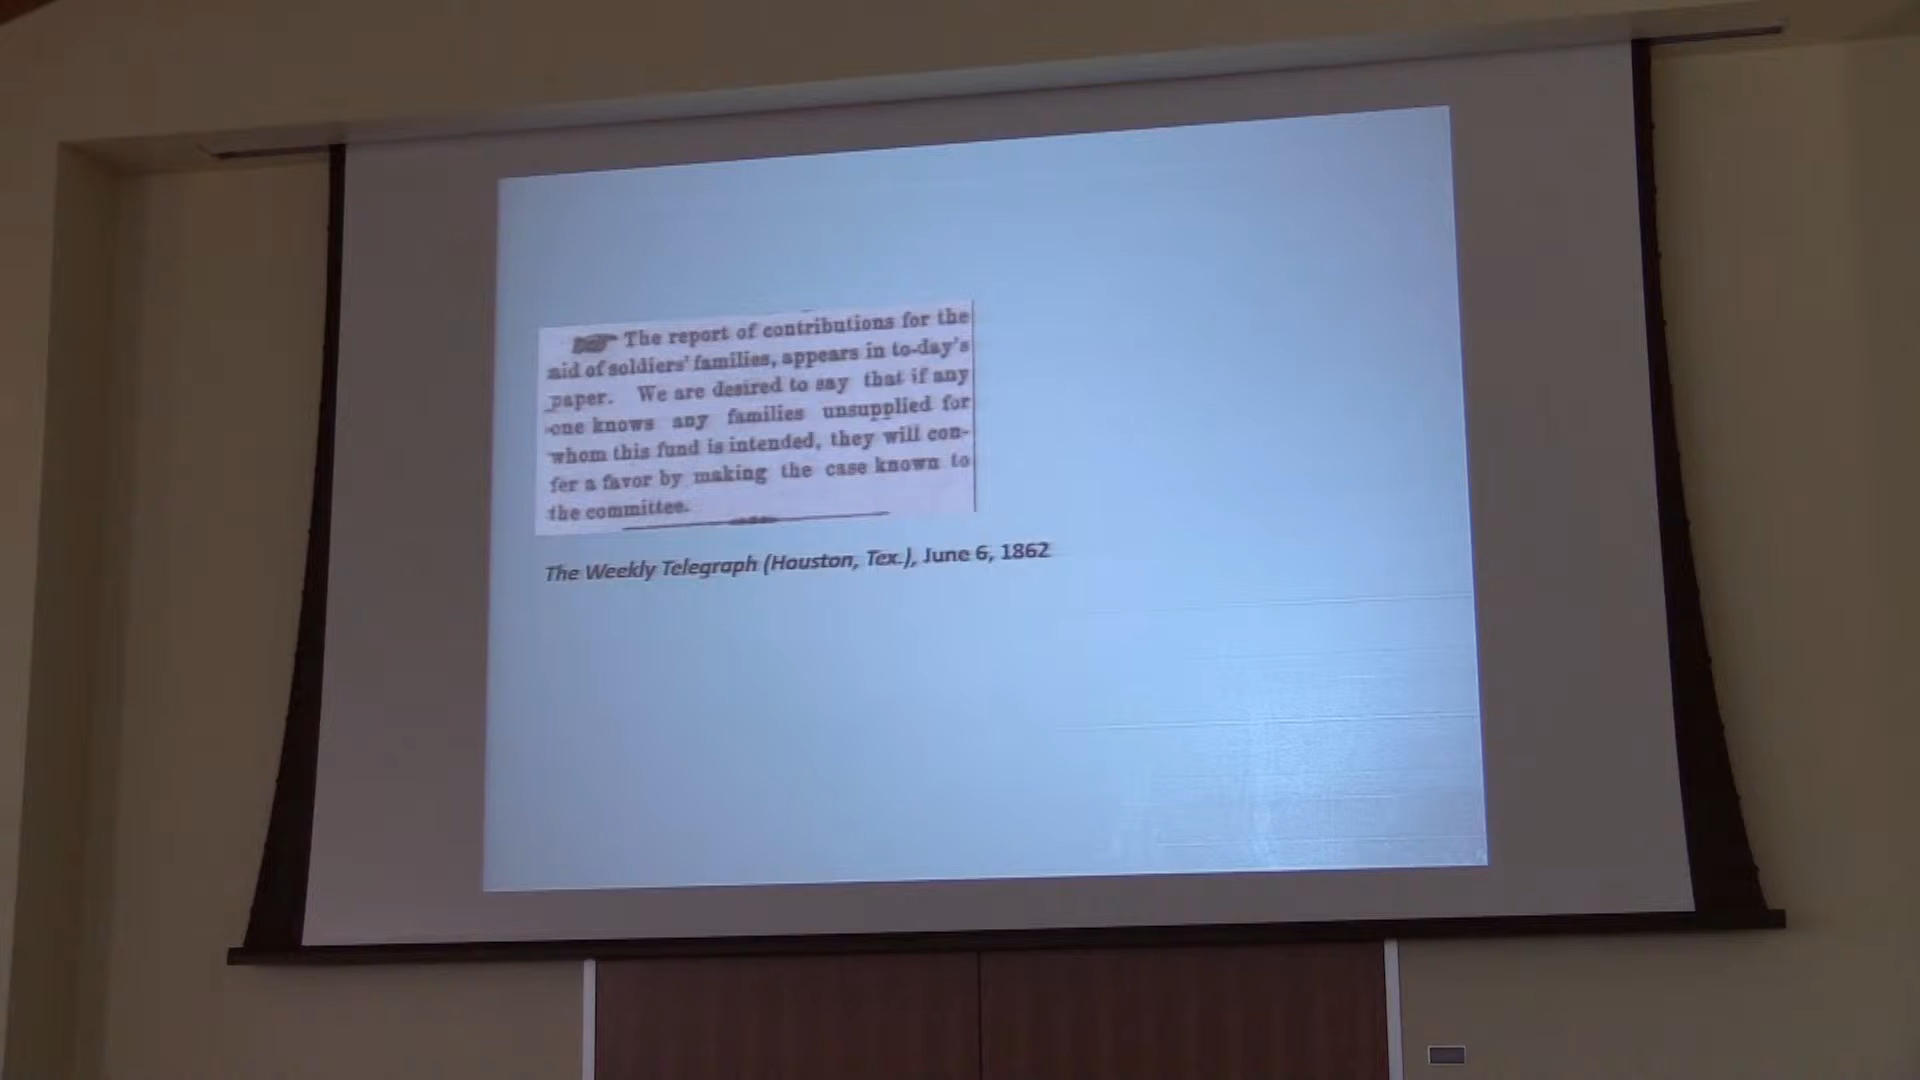 The report of contributions for the
aid of soldiers' families, appears in to-day's
paper. We are desired to say that if any
one knows any families unsupplied for
whom this fund is intended, they will con-
fer a favor by making the case known to
the committee.
The Weekly Telegraph (Houston, Tex.), June 6, 1862